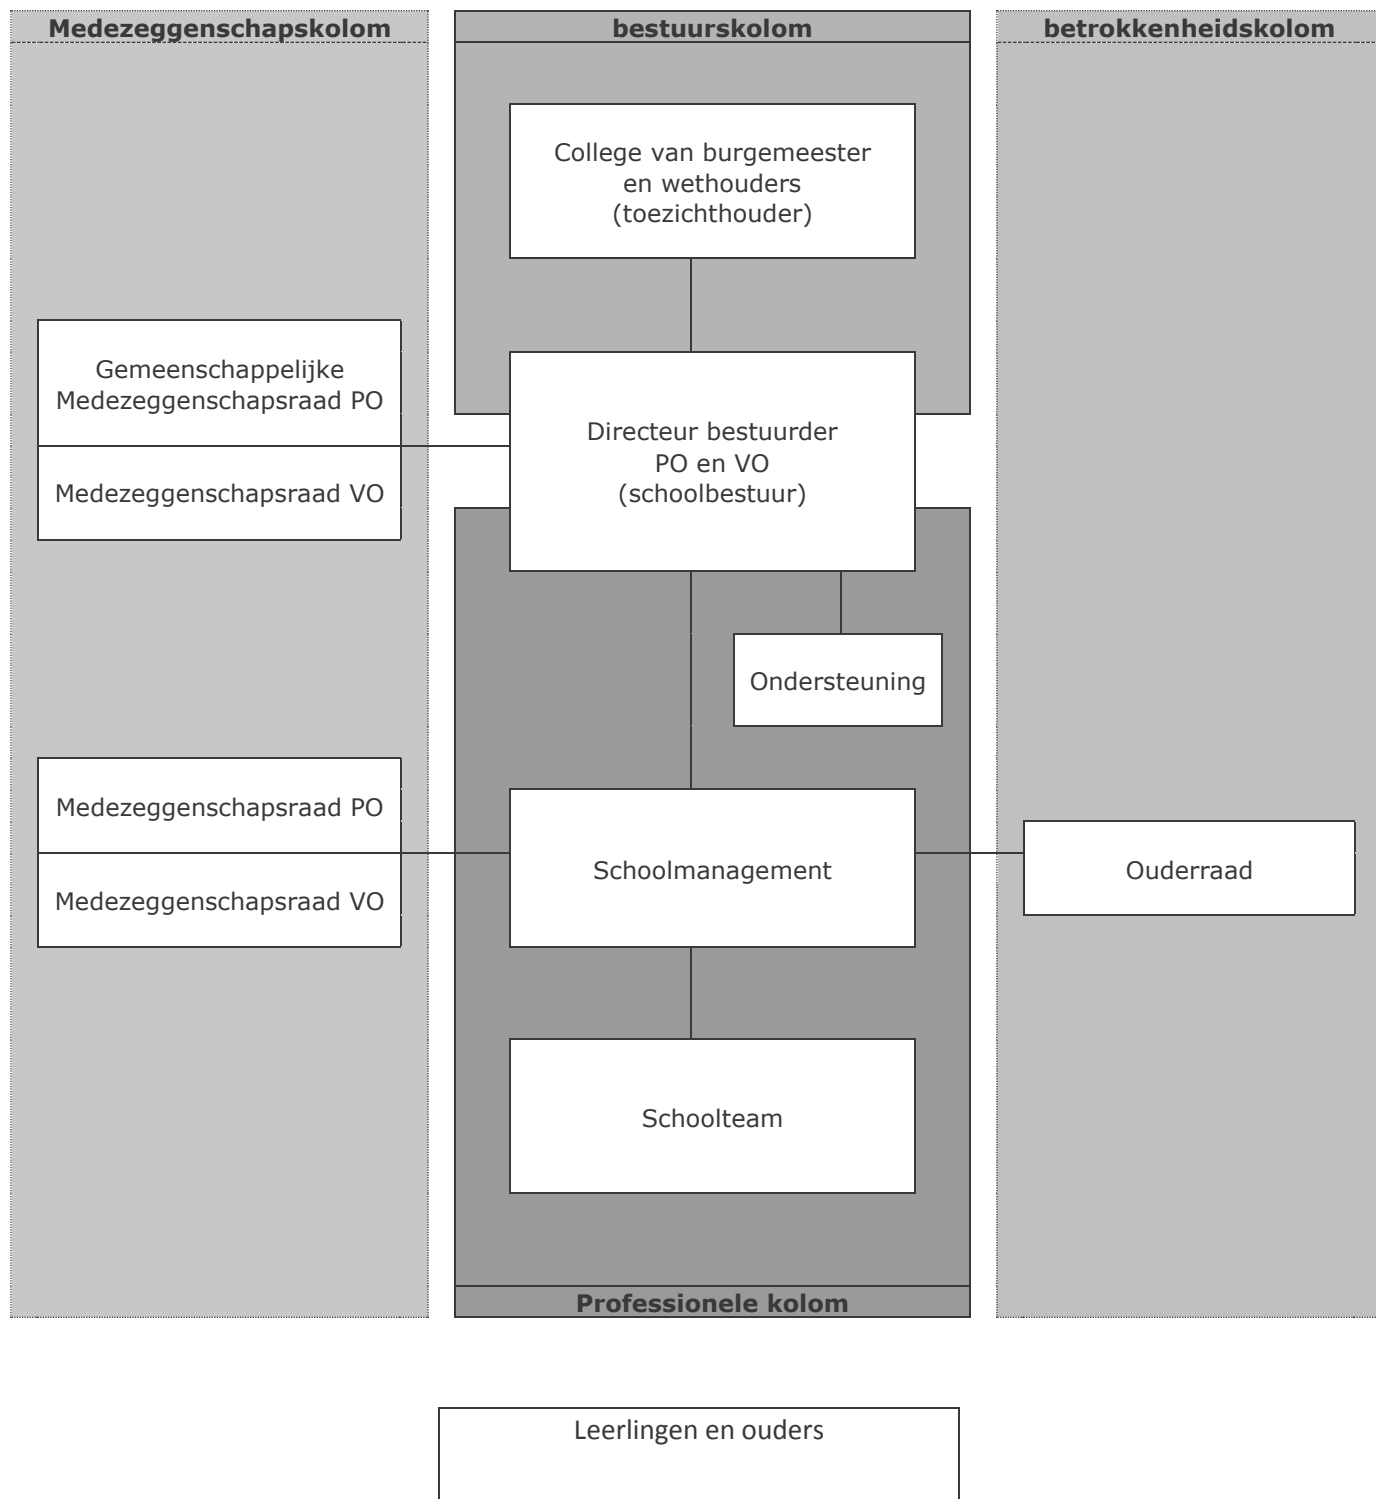 Medezeggenschapskolom
bestuurskolom
betrokkenheidskolom
College van burgemeester
en wethouders
(toezichthouder)
Gemeenschappelijke
Medezeggenschapsraad PO
Medezeggenschapsraad VO
Directeur bestuurder
PO en VO
(schoolbestuur)
Ondersteuning
Medezeggenschapsraad PO
Medezeggenschapsraad VO
Schoolmanagement
Ouderraad
Schoolteam
Professionele kolom
Leerlingen en ouders